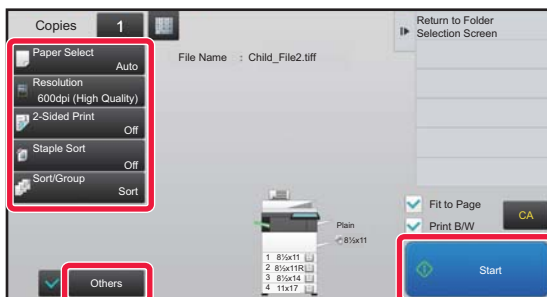 Copies
1
Paper Select
Auto
Resolution
600dpi (High Quality)
2-Sided Print
Off
Staple Sort
Off
Sort/Group
Sort
Others
File Name : Child_File2.tiff
Plain
8½x11
1 8½x11
2 8½x11R
3 8½x14
4 11x17
Return to Folder
Selection Screen
Fit to Page
Print B/W
CA
Start